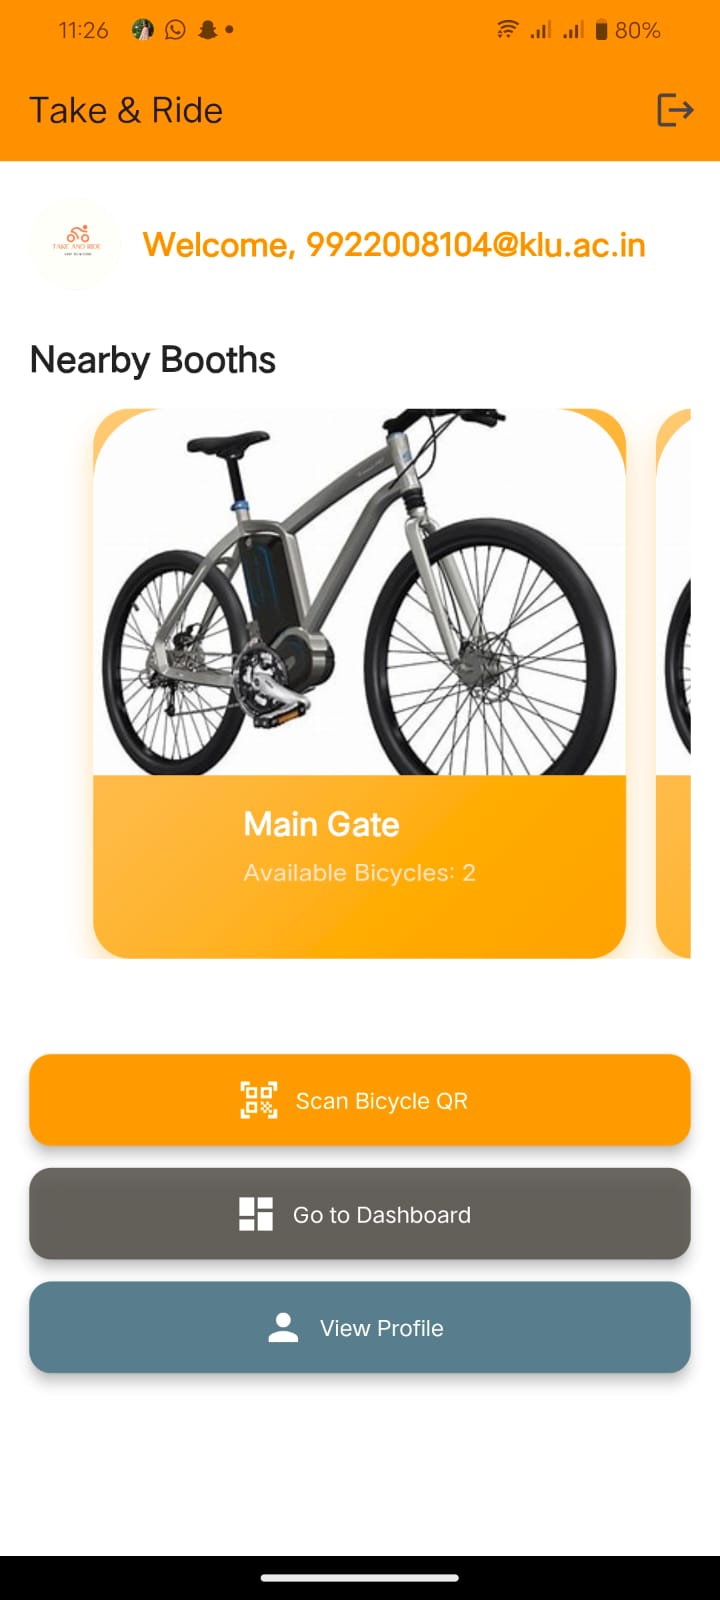 11:26
80%
Take & Ride
TAKE AND RIDE
Welcome, 9922008104@klu.ac.in
Nearby Booths
Main Gate
Available Bicycles: 2
Scan Bicycle QR
Go to Dashboard
View Profile